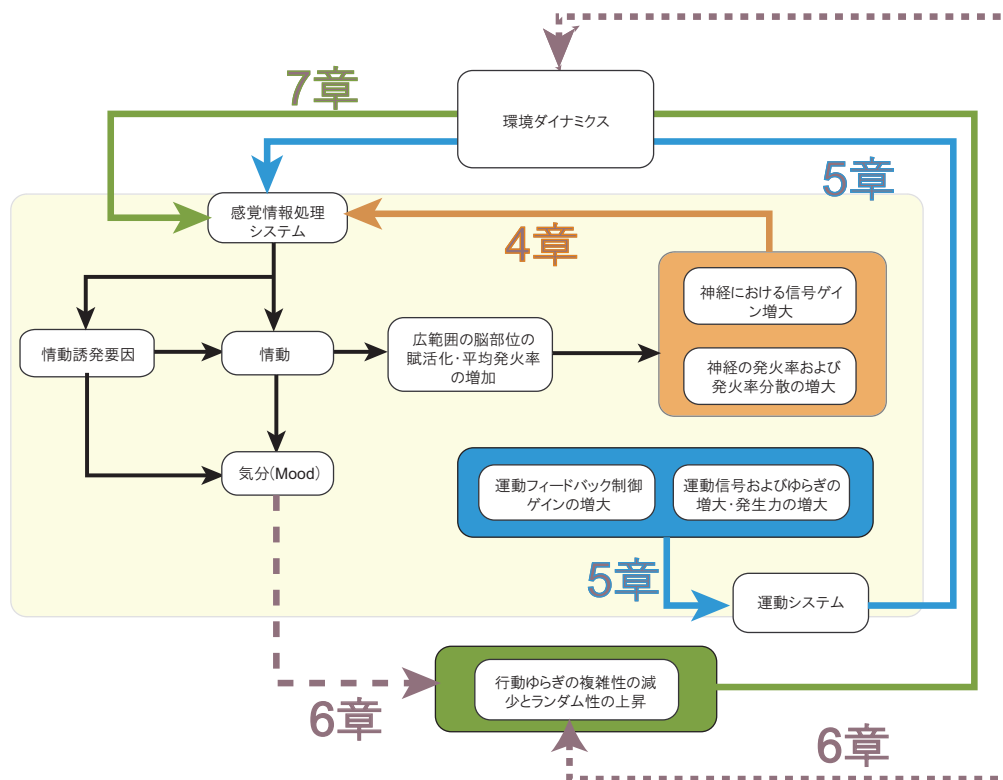 7章
環境ダイナミクス
5章
感覚情報処理
システム
4章
神経における信号ゲイ
ン増大
情動誘発要因
情動
広範囲の脳部位の
賦活化･平均発火率
の増加
神経の発火率および
発火率分散の増大
気分(Mood)
運動フィードバック制御
ゲインの増大
運動信号およびゆらぎの
増大･発生力の増大
5章
運動システム
行動ゆらぎの複雑性の減
少とランダム性の上昇
6章
6章